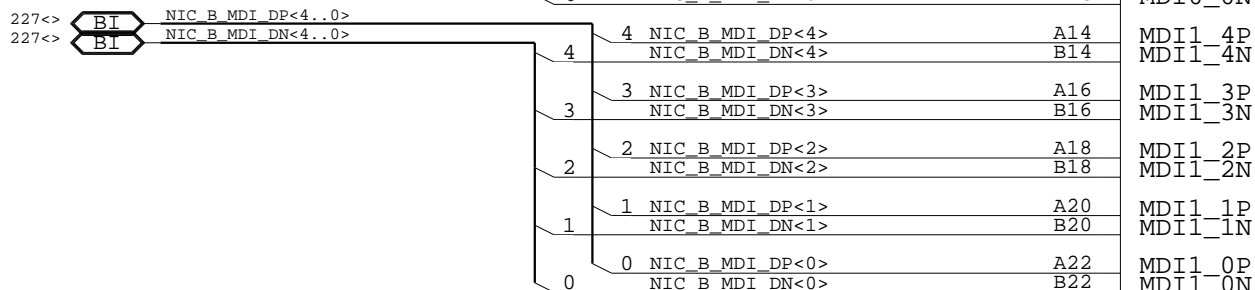 MDI0_0N
227<> BI NIC_B_MDI_DP<4..0>
227<> BI NIC_B_MDI_DN<4..0>
4 NIC_B_MDI_DP<4> A14 MDI1_4P
4 NIC_B_MDI_DN<4> B14 MDI1_4N
3 NIC_B_MDI_DP<3> A16 MDI1_3P
3 NIC_B_MDI_DN<3> B16 MDI1_3N
2 NIC_B_MDI_DP<2> A18 MDI1_2P
2 NIC_B_MDI_DN<2> B18 MDI1_2N
1 NIC_B_MDI_DP<1> A20 MDI1_1P
1 NIC_B_MDI_DN<1> B20 MDI1_1N
0 NIC_B_MDI_DP<0> A22 MDI1_0P
0 NIC_B_MDI_DN<0> B22 MDI1_0N